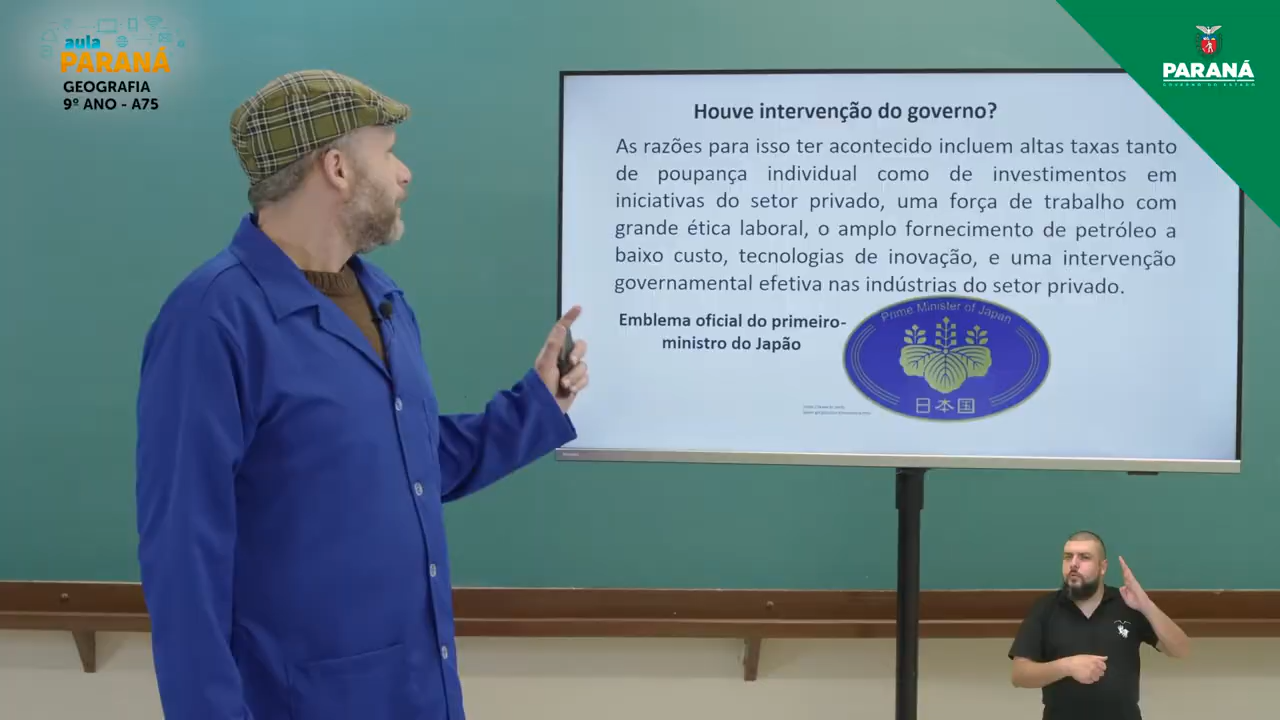 aula
PARANÁ
GEOGRAFIA
9º ANO - A75
PARANÁ
GOVERNO DO ESTADO
Houve intervenção do governo?
As razões para isso ter acontecido incluem altas taxas tanto
de poupança individual como de investimentos em
iniciativas do setor privado, uma força de trabalho com
grande ética laboral, o amplo fornecimento de petróleo a
baixo custo, tecnologias de inovação, e uma intervenção
governamental efetiva nas indústrias do setor privado.
Emblema oficial do primeiro-
ministro do Japão
Prime Minister of Japan
日本国